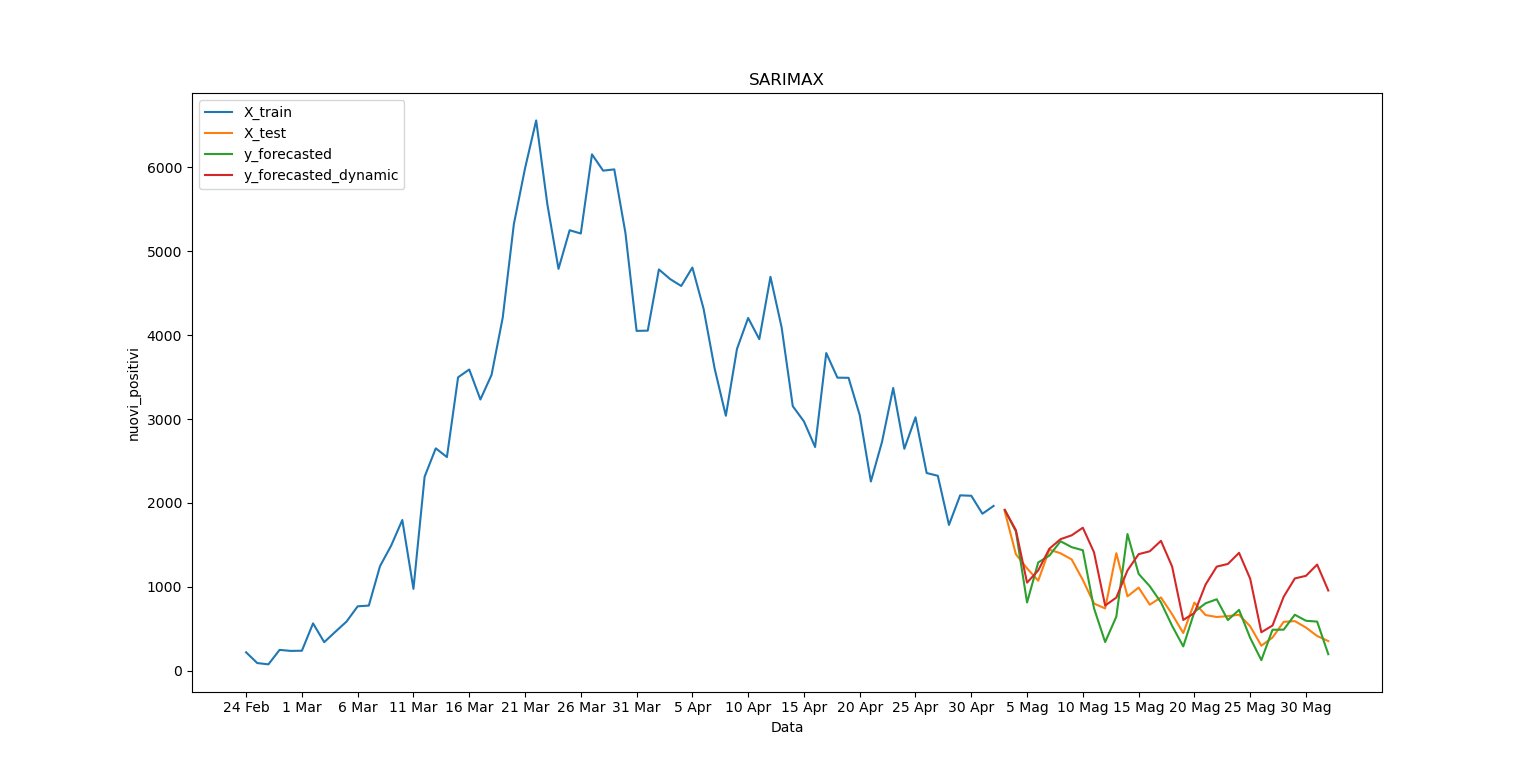 SARIMAX
X_train
X_test
y_forecasted
y_forecasted_dynamic
nuovi_positivi
6000
5000
4000
3000
2000
1000
0
24 Feb 1 Mar 6 Mar 11 Mar 16 Mar 21 Mar 26 Mar 31 Mar 5 Apr 10 Apr 15 Apr 20 Apr 25 Apr 30 Apr 5 Mag 10 Mag 15 Mag 20 Mag 25 Mag 30 Mag
Data